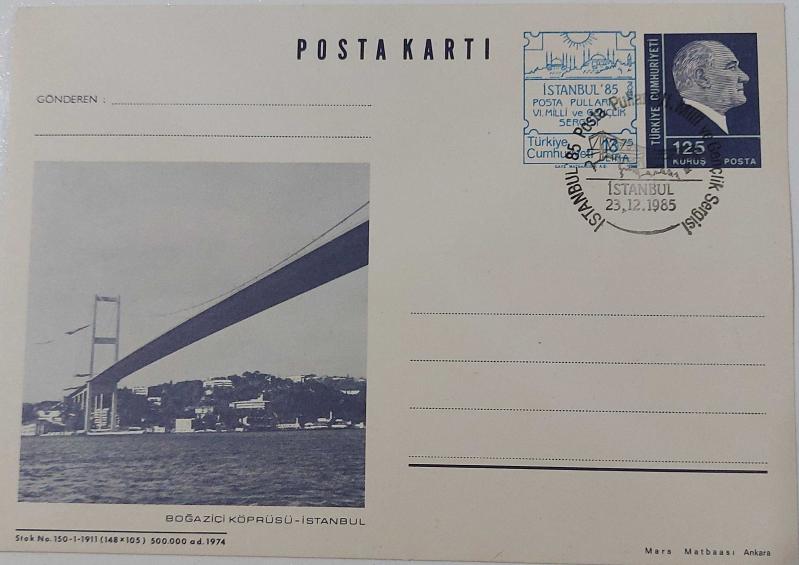 POSTA KARTI
GÖNDEREN :
İSTANBUL '85
POSTA PULLARI
VI. MİLLİ ve GENÇLİK
SERGİSİ
Türkiye
Cumhuriyeti
13 75
LİRA
TÜRKİYE CUMHURİYETİ
125
KURUŞ
POSTA
İSTANBUL 85 Posta Pulları VI. Milli ve Gençlik Sergisi
İSTANBUL
23.12.1985
BOĞAZİÇİ KÖPRÜSÜ-İSTANBUL
Stok No. 150-1-1911 (148×105) 500.000 ad. 1974
Mars Matbaası Ankara